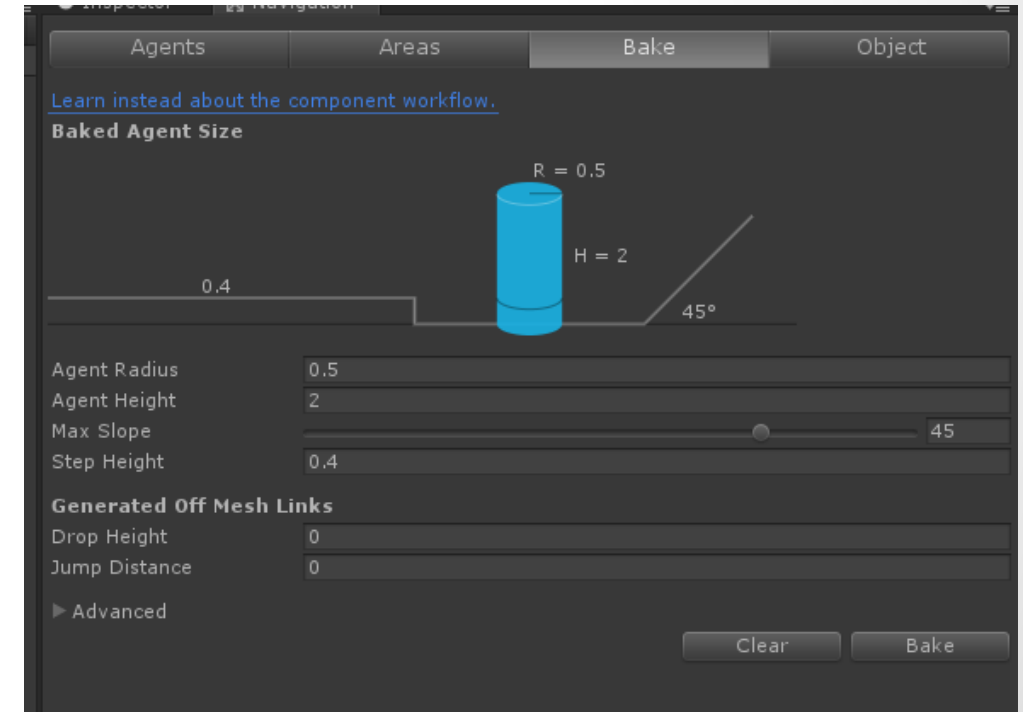 Inspector Navigation
Agents Areas Bake Object
Learn instead about the component workflow.
Baked Agent Size
R = 0.5
H = 2
0.4
45°
Agent Radius 0.5
Agent Height 2
Max Slope 45
Step Height 0.4
Generated Off Mesh Links
Drop Height 0
Jump Distance 0
Advanced
Clear Bake